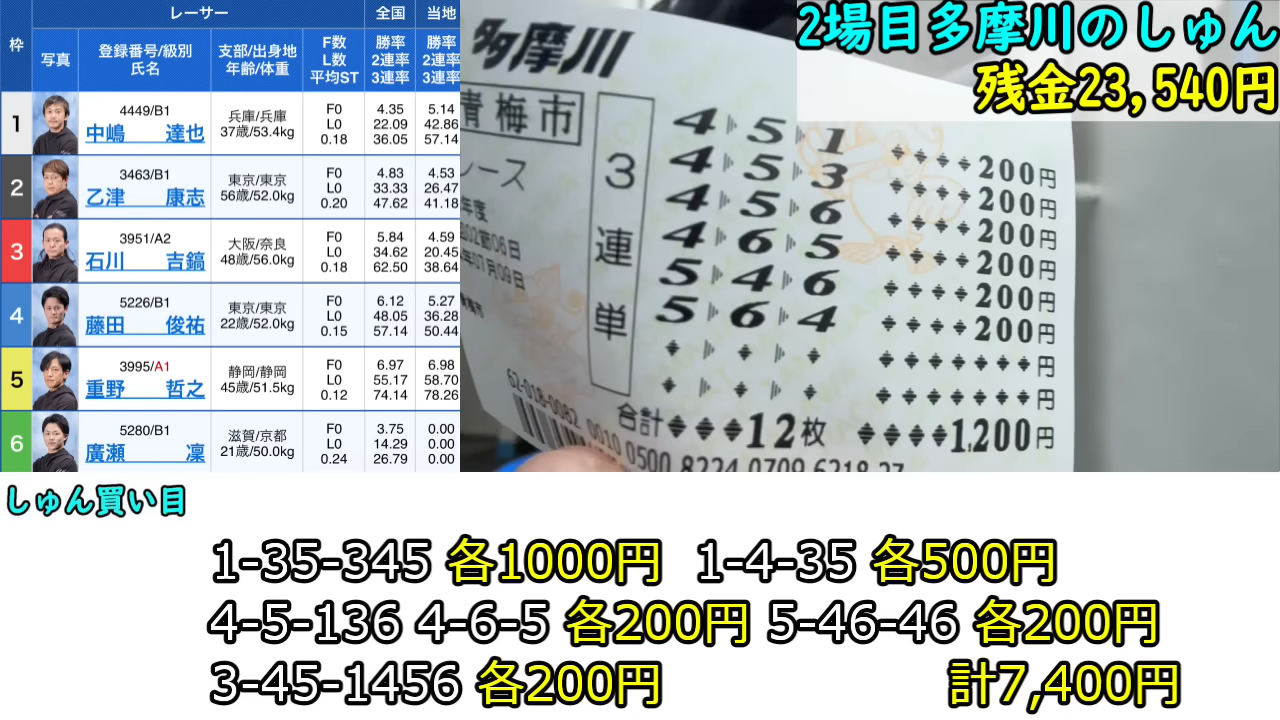 レーサー 全国 当地
枠 写真 登録番号/級別 氏名 支部/出身地 年齢/体重 F数 L数 平均ST 勝率 2連率 3連率 勝率 2連率 3連率
1 4449/B1 中嶋 達也 兵庫/兵庫 37歳/53.4kg F0 L0 0.18 4.35 22.09 36.05 5.14 42.86 57.14
2 3463/B1 乙津 康志 東京/東京 56歳/52.0kg F0 L0 0.20 4.83 33.33 47.62 4.53 26.47 41.18
3 3951/A2 石川 吉鎬 大阪/奈良 48歳/56.0kg F0 L0 0.18 5.84 34.62 62.50 4.59 20.45 38.64
4 5226/B1 藤田 俊祐 東京/東京 22歳/52.0kg F0 L0 0.15 6.12 48.05 57.14 5.27 36.28 50.44
5 3995/A1 重野 哲之 静岡/静岡 45歳/51.5kg F0 L0 0.12 6.97 55.17 74.14 6.98 58.70 78.26
6 5280/B1 廣瀬 凜 滋賀/京都 21歳/50.0kg F0 L0 0.24 3.75 14.29 26.79 0.00 0.00 0.00
2場目多摩川のしゅん
残金23,540円
多摩川
青梅市
レース
年度
3連単
4 5 1 200円
4 5 3 200円
4 5 6 200円
4 6 5 200円
5 4 6 200円
5 6 4 200円
円
円
合計 12枚 1,200円
62-018-0082 0010 0500 8224 0709 6218 27
しゅん買い目
1-35-345 各1000円 1-4-35 各500円
4-5-136 4-6-5 各200円 5-46-46 各200円
3-45-1456 各200円 計7,400円